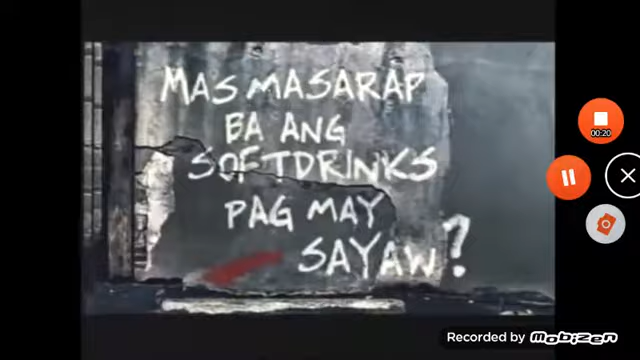 MAS MASARAP
BA ANG
SOFTDRINKS
PAG MAY
SAYAW?
00:20
Recorded by Mobizen